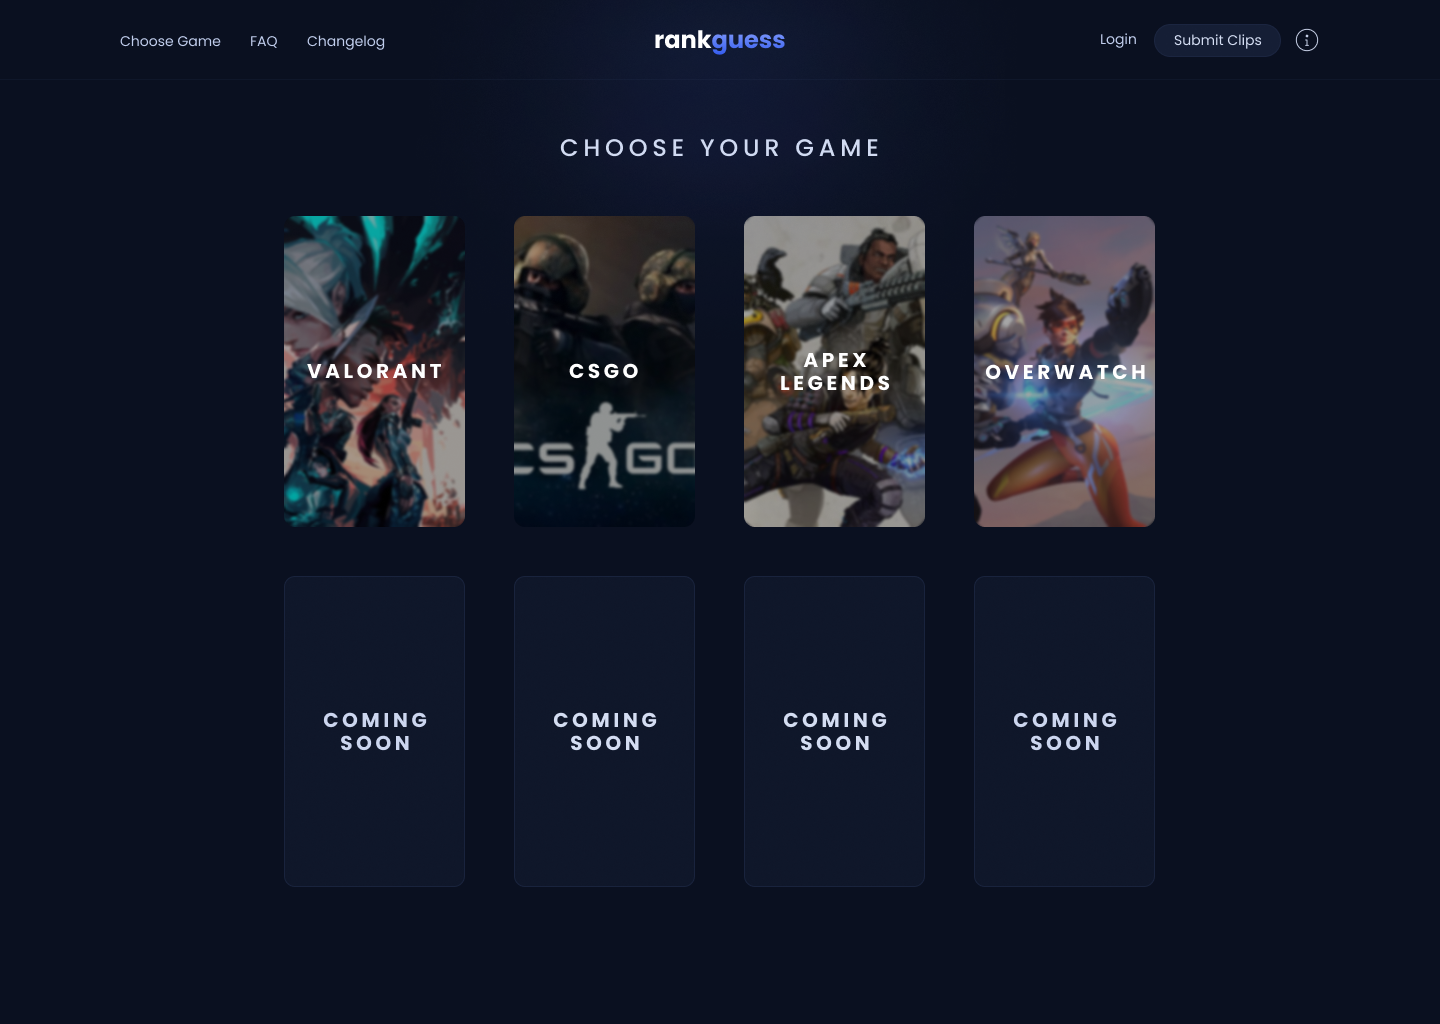 Choose Game
FAQ
Changelog
rankguess
Login
Submit Clips
i
CHOOSE YOUR GAME
VALORANT
CSGO
CS GO
APEX
LEGENDS
OVERWATCH
COMING
SOON
COMING
SOON
COMING
SOON
COMING
SOON